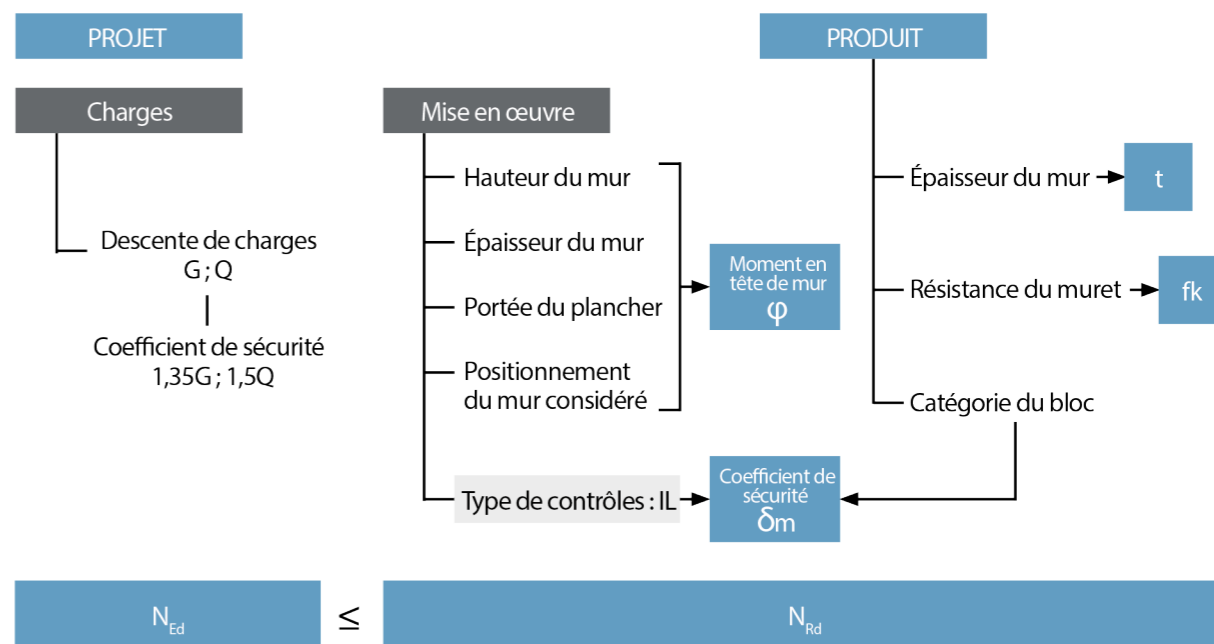 PROJET
PRODUIT
Charges
Mise en œuvre
Descente de charges
G ; Q
Coefficient de sécurité
1,35G ; 1,5Q
Hauteur du mur
Épaisseur du mur
Portée du plancher
Positionnement
du mur considéré
Type de contrôles : IL
Moment en
tête de mur
φ
Coefficient de
sécurité
δm
Épaisseur du mur
t
Résistance du muret
fk
Catégorie du bloc
N_Ed ≤ N_Rd